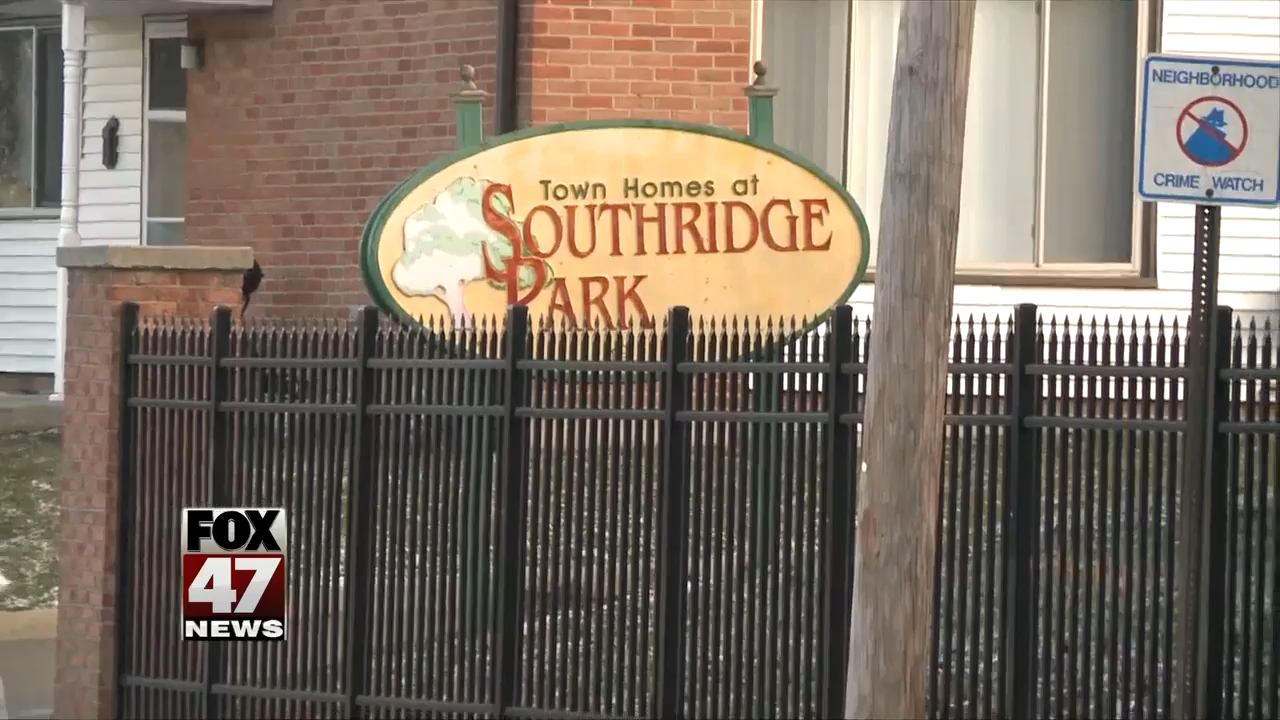 Town Homes at
SOUTHRIDGE
PARK
NEIGHBORHOOD
CRIME WATCH
FOX
47
NEWS